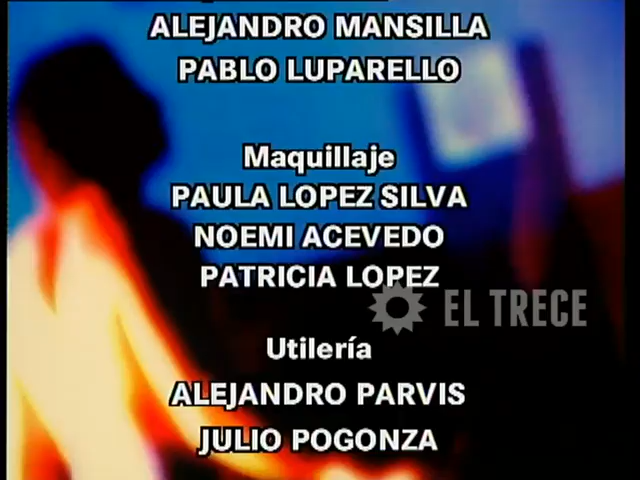 ALEJANDRO MANSILLA
PABLO LUPARELLO
Maquillaje
PAULA LOPEZ SILVA
NOEMI ACEVEDO
PATRICIA LOPEZ
EL TRECE
Utilería
ALEJANDRO PARVIS
JULIO POGONZA